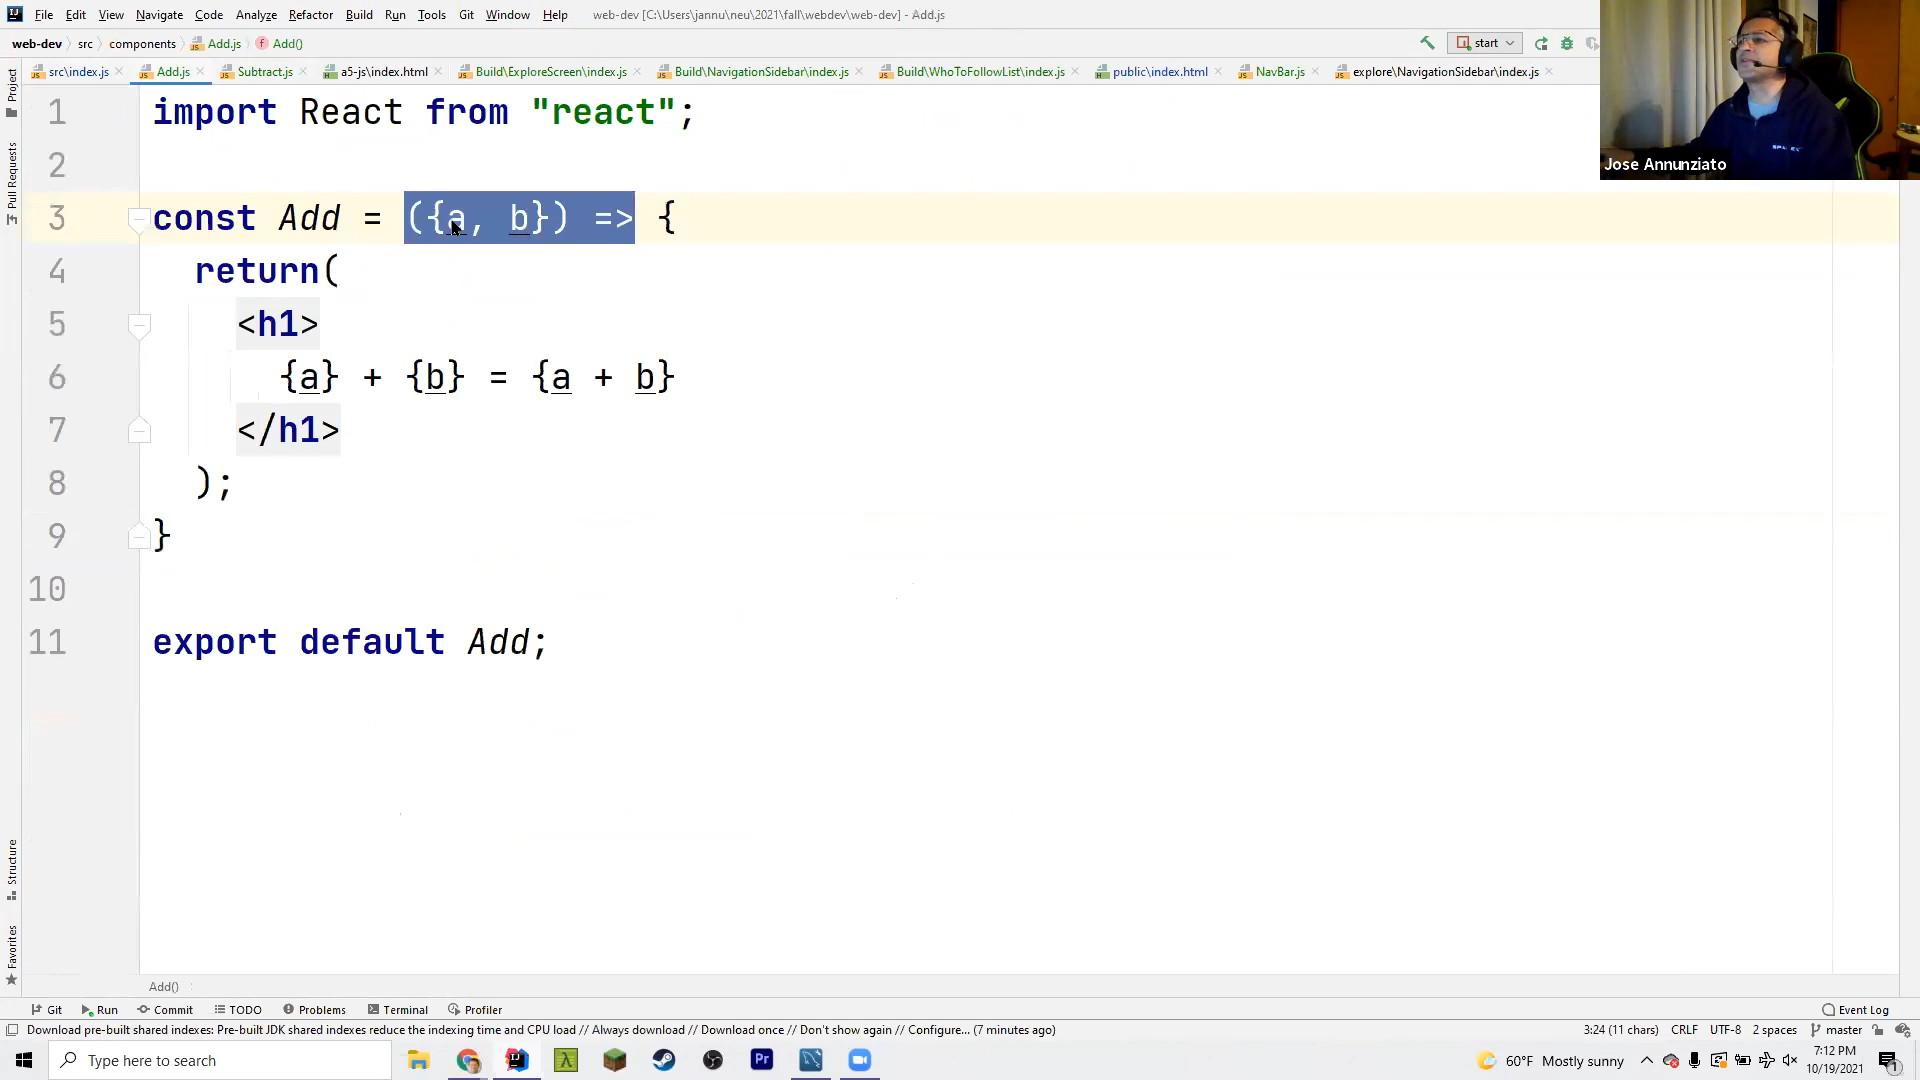 File Edit View Navigate Code Analyze Refactor Build Run Tools Git Window Help web-dev [C:\Users\jannu\neu\2021\fall\webdev\web-dev] - Add.js
web-dev src components Add.js Add() start
src\index.js Add.js Subtract.js a5-js\index.html Build\ExploreScreen\index.js Build\NavigationSidebar\index.js Build\WhoToFollowList\index.js public\index.html NavBar.js explore\NavigationSidebar\index.js
Jose Annunziato
Project
Pull Requests
Structure
Favorites
1 import React from "react";
2
3 const Add = ({a, b}) => {
4 return(
5 <h1>
6 {a} + {b} = {a + b}
7 </h1>
8 );
9 }
10
11 export default Add;
Add()
Git Run Commit TODO Problems Terminal Profiler Event Log
Download pre-built shared indexes: Pre-built JDK shared indexes reduce the indexing time and CPU load // Always download // Download once // Don't show again // Configure... (7 minutes ago) 3:24 (11 chars) CRLF UTF-8 2 spaces master
Type here to search Pr 60°F Mostly sunny 7:12 PM
10/19/2021 1